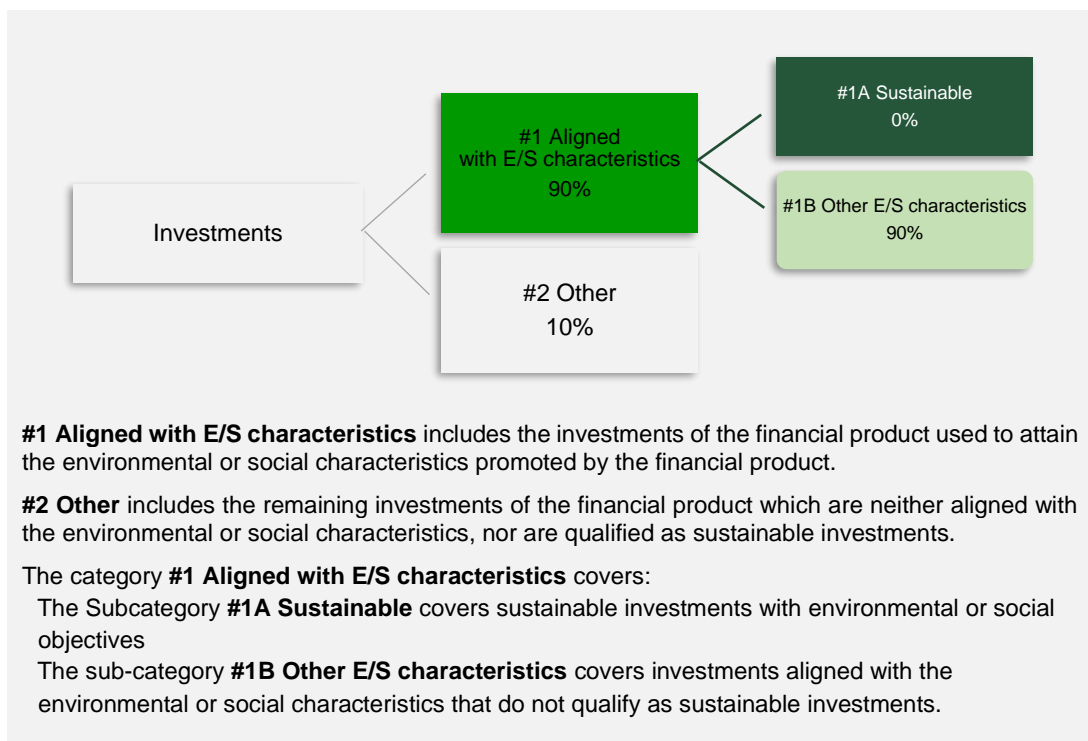 #1A Sustainable
0%
#1 Aligned
with E/S characteristics
90%
#1B Other E/S characteristics
90%
Investments
#2 Other
10%
#1 Aligned with E/S characteristics includes the investments of the financial product used to attain
the environmental or social characteristics promoted by the financial product.
#2 Other includes the remaining investments of the financial product which are neither aligned with
the environmental or social characteristics, nor are qualified as sustainable investments.
The category #1 Aligned with E/S characteristics covers:
The Subcategory #1A Sustainable covers sustainable investments with environmental or social
objectives
The sub-category #1B Other E/S characteristics covers investments aligned with the
environmental or social characteristics that do not qualify as sustainable investments.